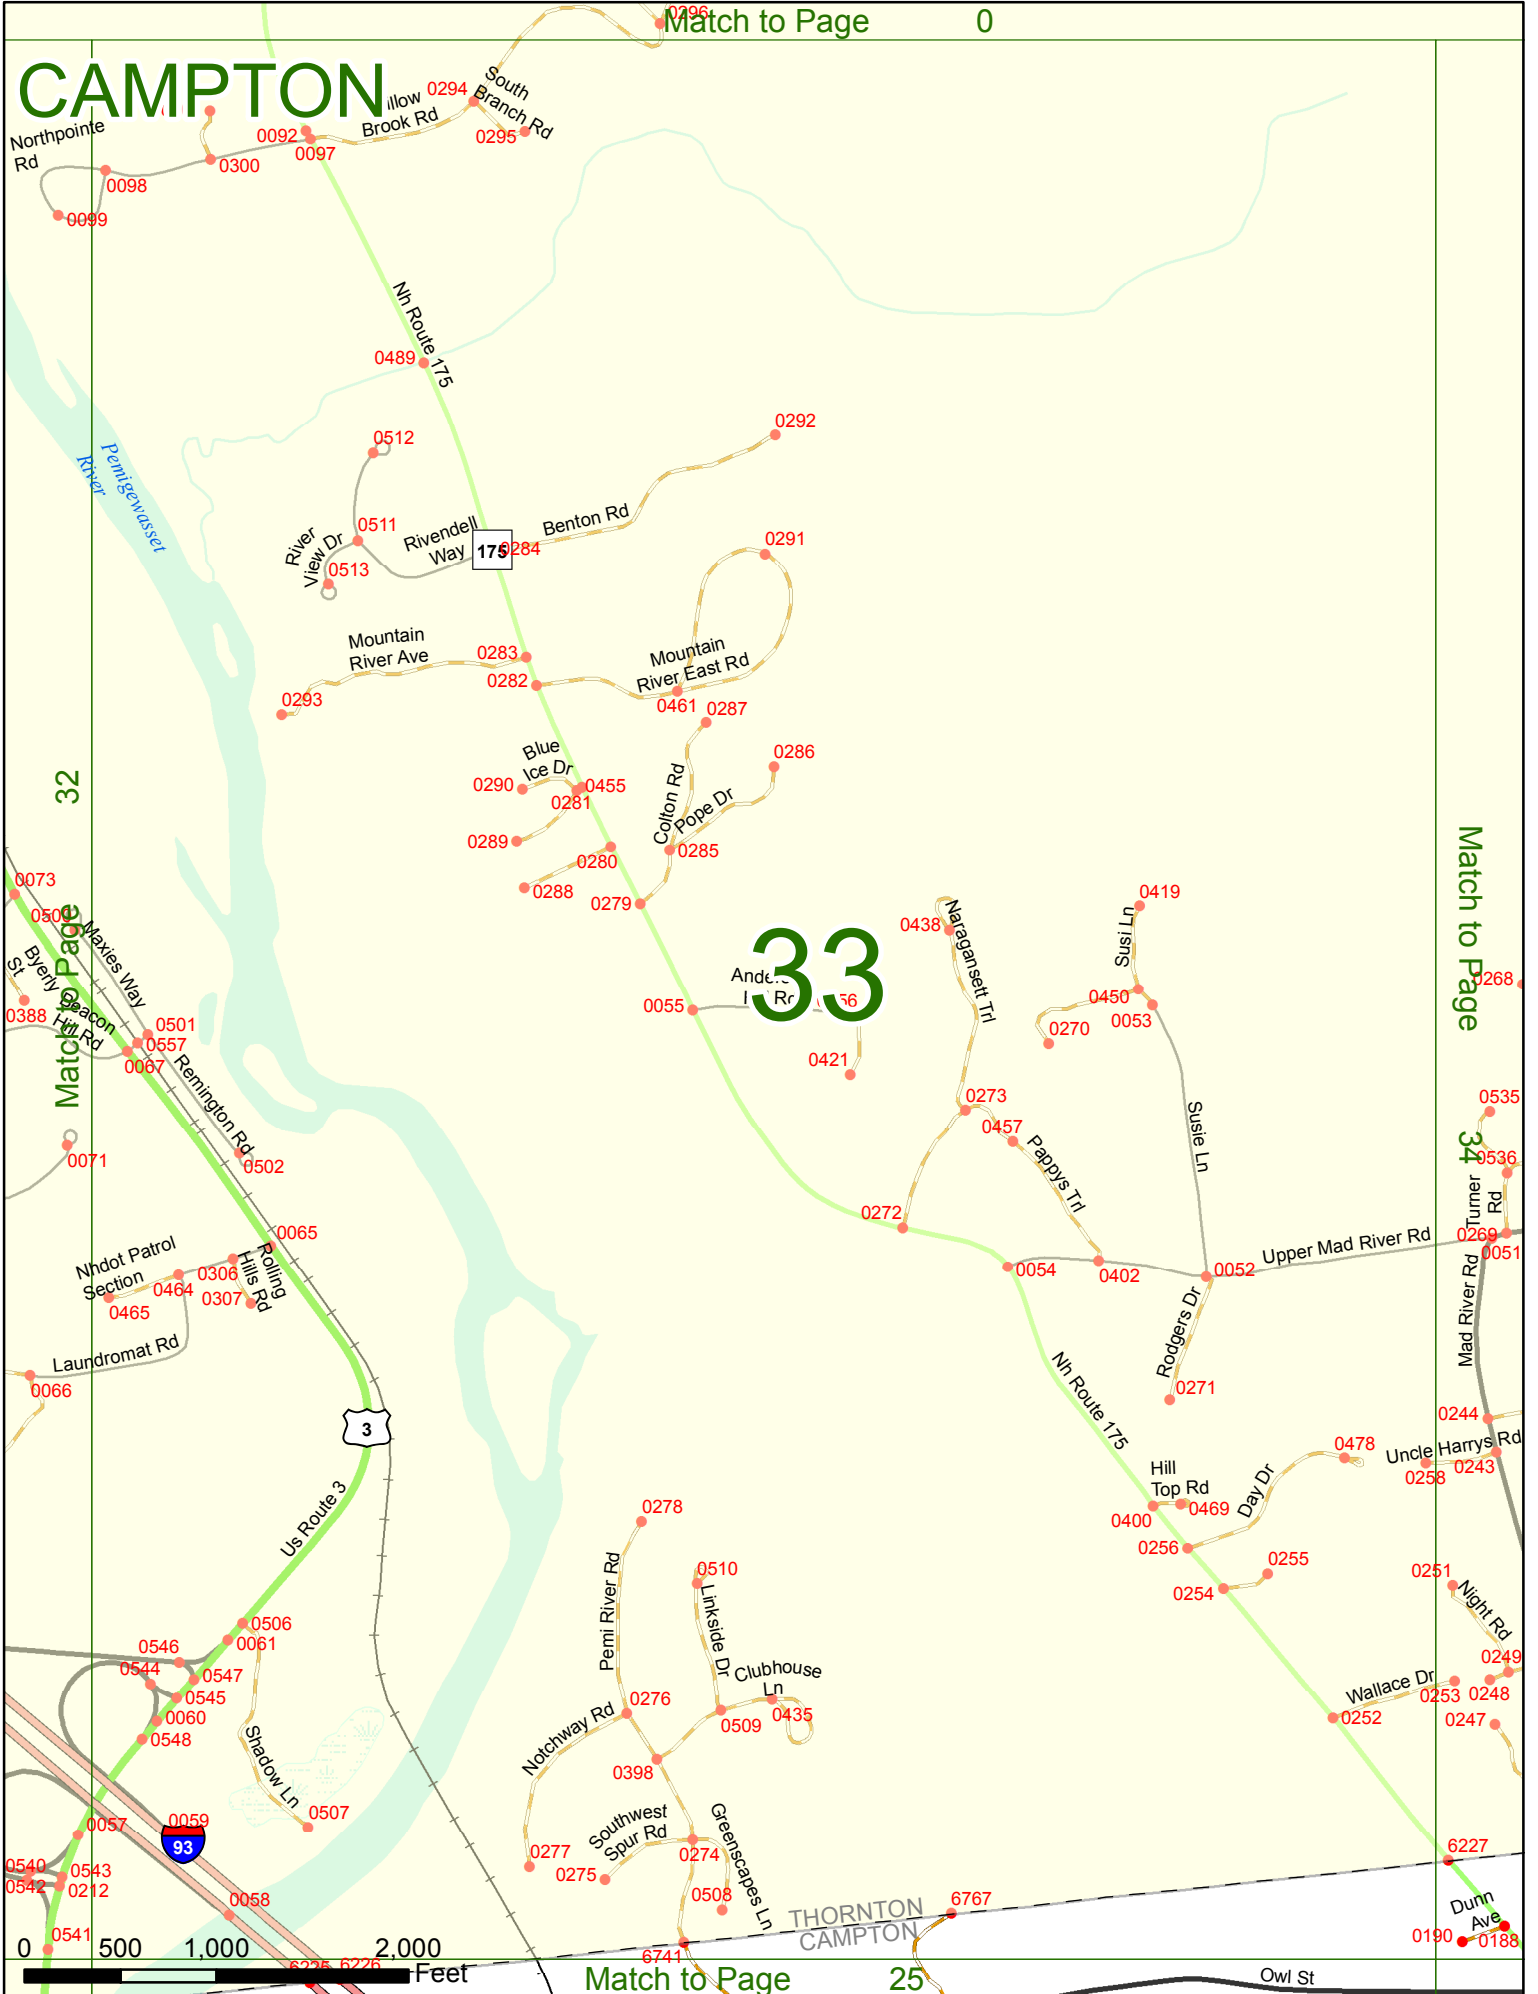 0296
Match to Page 0
CAMPTON
South
Branch Rd
0294
Brook Rd
0295
0092
0097
Northpointe
Rd
0300
0098
0099
Nh Route 175
0489
Pemigewasset
River
0512
0292
0511
River
View Dr
Rivendell
Way
175
0284
Benton Rd
0513
0291
Mountain
River Ave
0283
0282
Mountain
River East Rd
0293
0461
0287
Blue
Ice Dr
0286
0290
0455
0281
Colton Rd
Pope Dr
0289
0280
0285
0288
0279
32
Match to Page
0073
Maxies Way
Byerly
St
Beacon
Hill Rd
0388
0501
0557
0067
Remington Rd
0502
0071
33
0055
0421
0438
Naragansett Trl
0419
Susi Ln
0450
0053
0270
0268
Match to Page
34
0273
0457
Pappys Trl
Susie Ln
0535
0536
Turner
Rd
0272
0054
0402
0052
Upper Mad River Rd
0269
0051
Mad River Rd
0065
Nhdot Patrol
Section
0306
Rolling
Hills Rd
0464
0465
0307
Laundromat Rd
0066
3
Rodgers Dr
0271
Nh Route 175
0244
0478
Uncle Harrys Rd
0258
0243
Hill
Top Rd
0469
0400
Day Dr
0256
0255
0254
0251
Night Rd
Us Route 3
0278
Pemi River Rd
0510
Linkside Dr
0506
0061
0546
0544
0547
0545
0060
0548
Clubhouse
Ln
0276
0509
0435
Notchway Rd
0398
0249
Wallace Dr
0253
0248
0252
0247
Shadow Ln
0057
0059
93
0507
Southwest
Spur Rd
0274
Greenscapes Ln
0277
0275
0508
0540
0542
0543
0212
0058
0541
6227
6767
THORNTON
CAMPTON
6741
Dunn
Ave
0190
0188
0 500 1,000 2,000
Feet
6225
6226
Match to Page 25
Owl St